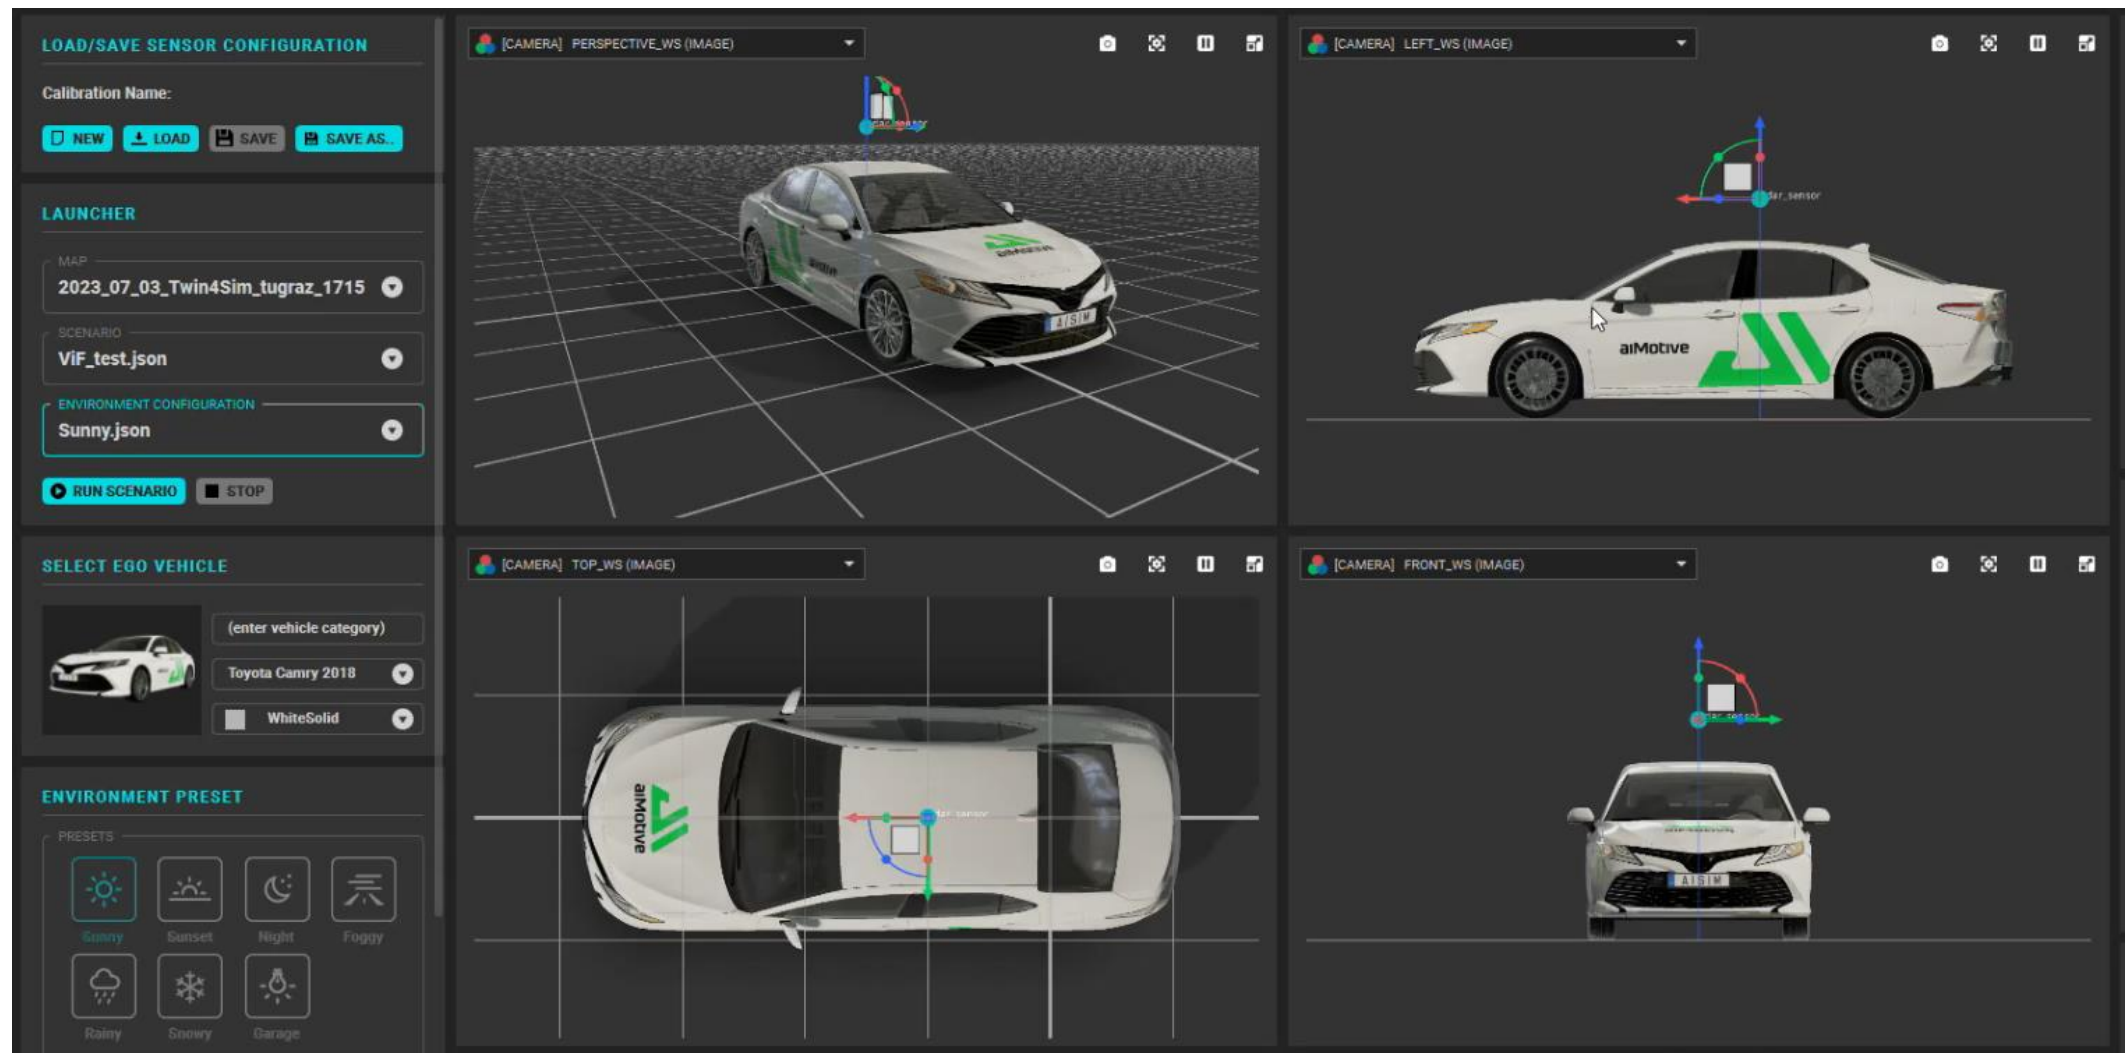 LOAD/SAVE SENSOR CONFIGURATION
Calibration Name:
NEW LOAD SAVE SAVE AS..
LAUNCHER
MAP
2023_07_03_Twin4Sim_tugraz_1715
SCENARIO
ViF_test.json
ENVIRONMENT CONFIGURATION
Sunny.json
RUN SCENARIO STOP
SELECT EGO VEHICLE
(enter vehicle category)
Toyota Camry 2018
WhiteSolid
ENVIRONMENT PRESET
PRESETS
Sunny Sunset Night Foggy
Rainy Snowy Garage
[CAMERA] PERSPECTIVE_WS (IMAGE)
aiMotive
AISIM
[CAMERA] LEFT_WS (IMAGE)
dar_sensor
aiMotive
[CAMERA] TOP_WS (IMAGE)
aiMotive
[CAMERA] FRONT_WS (IMAGE)
AISIM